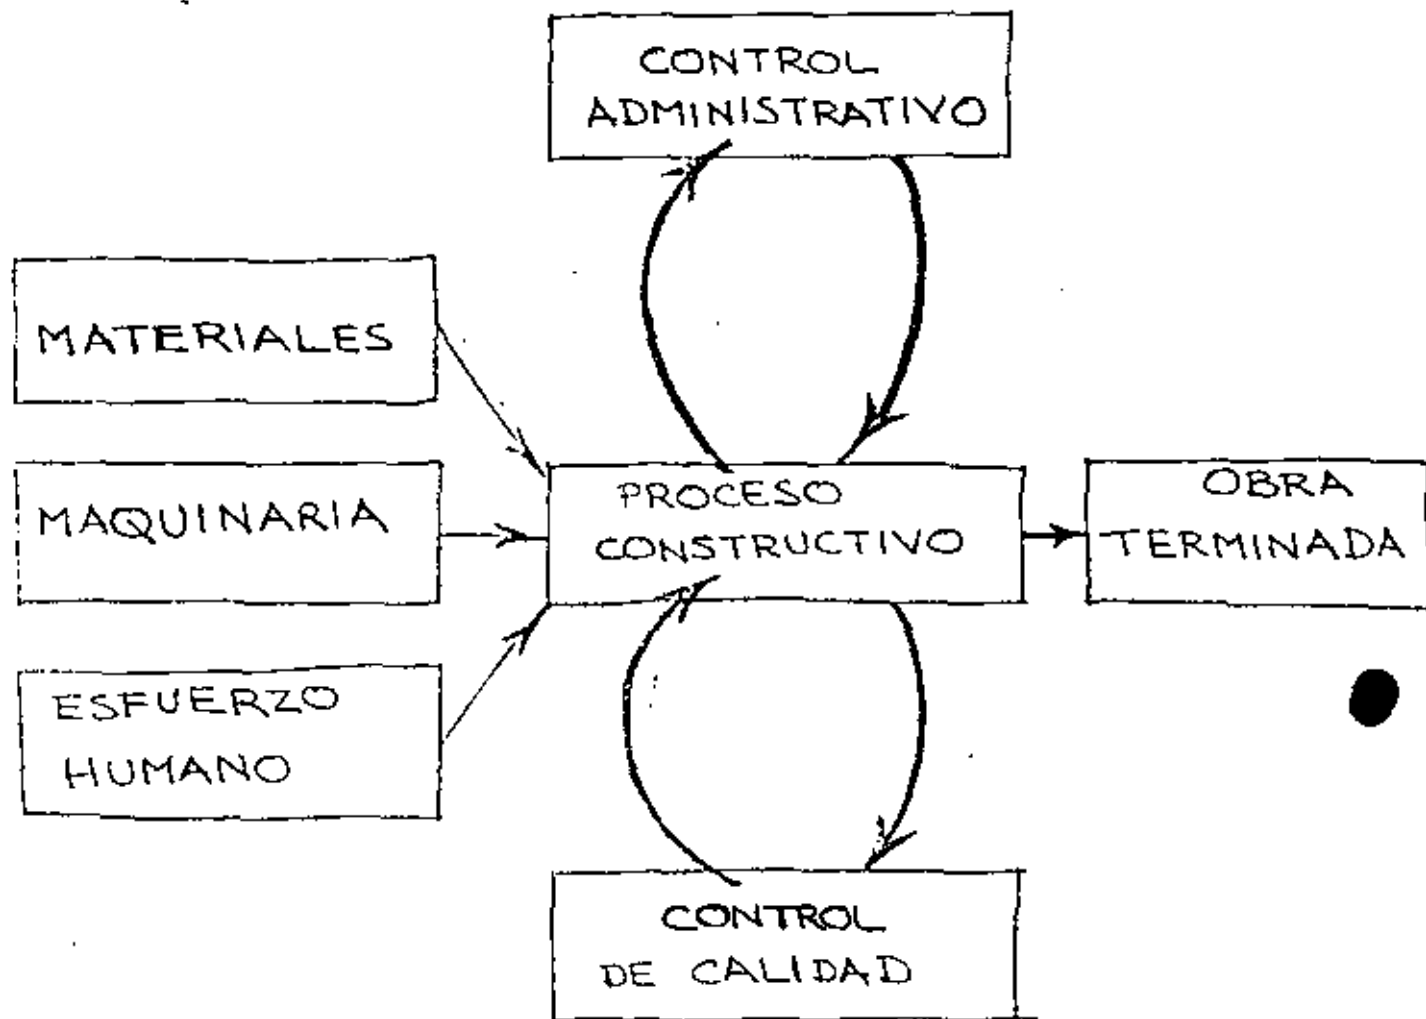 CONTROL
ADMINISTRATIVO
MATERIALES
MAQUINARIA
ESFUERZO
HUMANO
PROCESO
CONSTRUCTIVO
OBRA
TERMINADA
CONTROL
DE CALIDAD